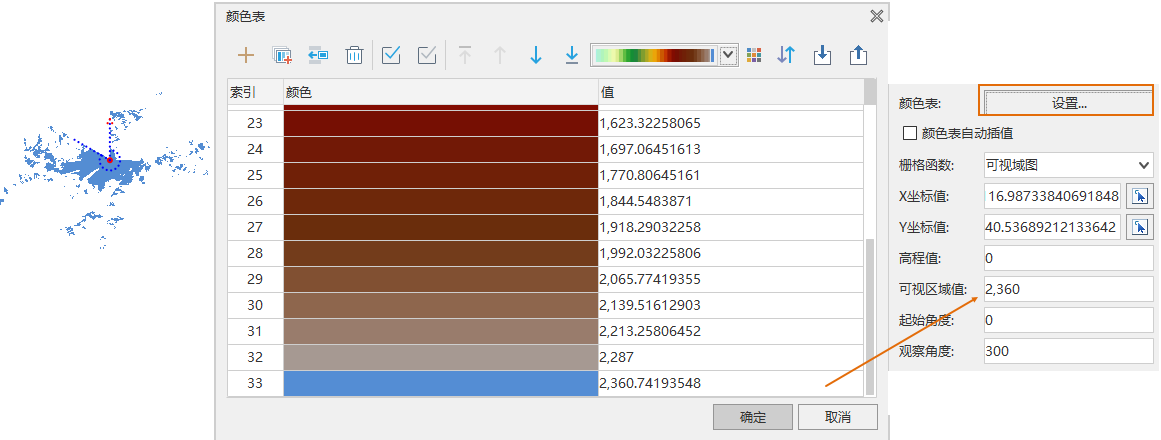 颜色表
索引 颜色 值
23 1,623.32258065
24 1,697.06451613
25 1,770.80645161
26 1,844.5483871
27 1,918.29032258
28 1,992.03225806
29 2,065.77419355
30 2,139.51612903
31 2,213.25806452
32 2,287
33 2,360.74193548
确定 取消
颜色表: 设置...
颜色表自动插值
栅格函数: 可视域图
X坐标值: 16.98733840691848
Y坐标值: 40.53689212133642
高程值: 0
可视区域值: 2,360
起始角度: 0
观察角度: 300